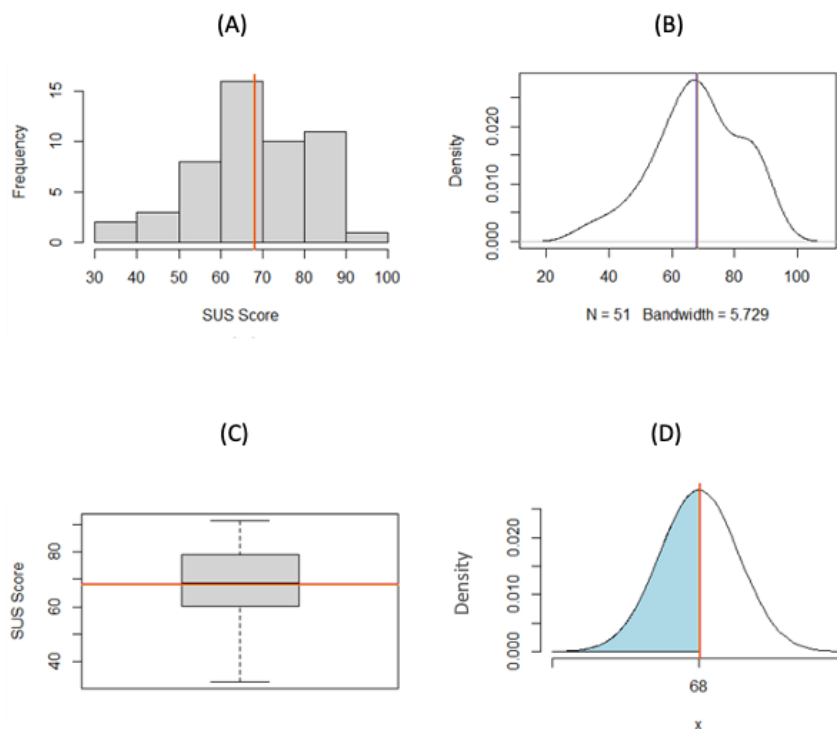 (A)
Frequency
15
10
5
0
30 40 50 60 70 80 90 100
SUS Score
(B)
Density
0.020
0.010
0.000
20 40 60 80 100
N = 51 Bandwidth = 5.729
(C)
SUS Score
80
60
40
(D)
Density
0.020
0.010
0.000
68
x